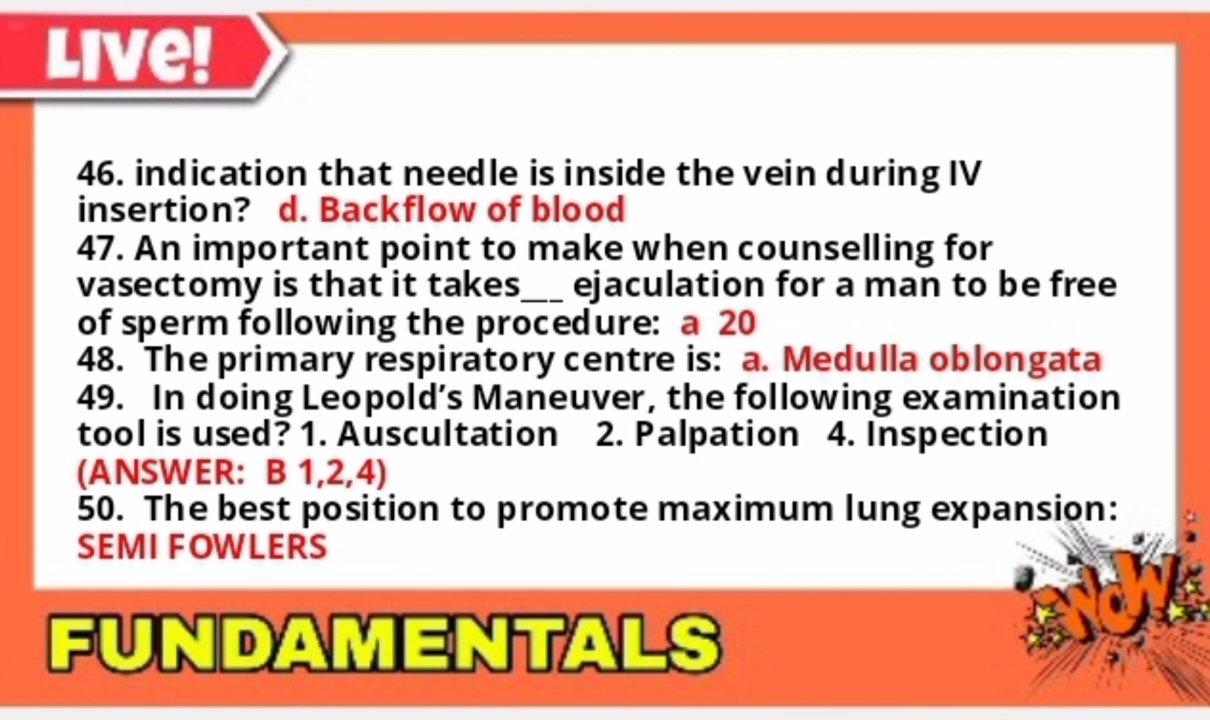 LIVE!
46. indication that needle is inside the vein during IV
insertion? d. Backflow of blood
47. An important point to make when counselling for
vasectomy is that it takes___ ejaculation for a man to be free
of sperm following the procedure: a 20
48. The primary respiratory centre is: a. Medulla oblongata
49. In doing Leopold’s Maneuver, the following examination
tool is used? 1. Auscultation 2. Palpation 4. Inspection
(ANSWER: B 1,2,4)
50. The best position to promote maximum lung expansion:
SEMI FOWLERS
WOW
FUNDAMENTALS